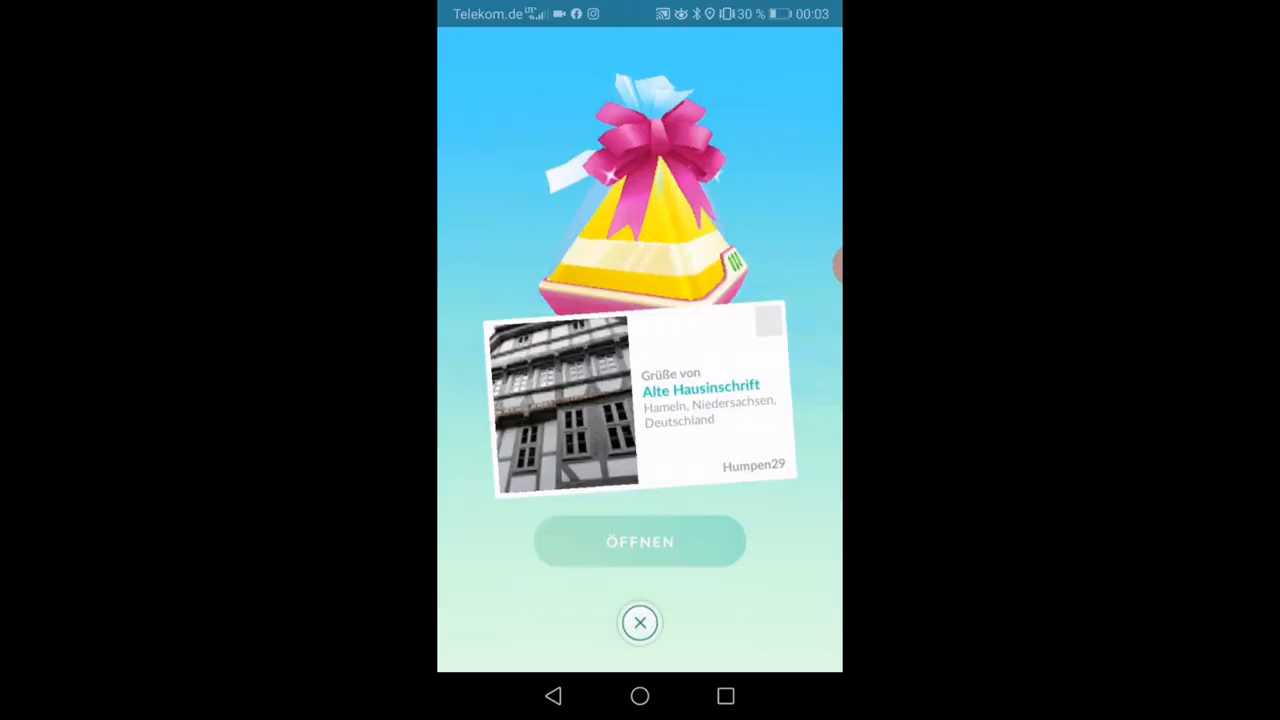 Telekom.de 30 % 00:03
Grüße von
Alte Hausinschrift
Hameln, Niedersachsen,
Deutschland
Humpen29
ÖFFNEN